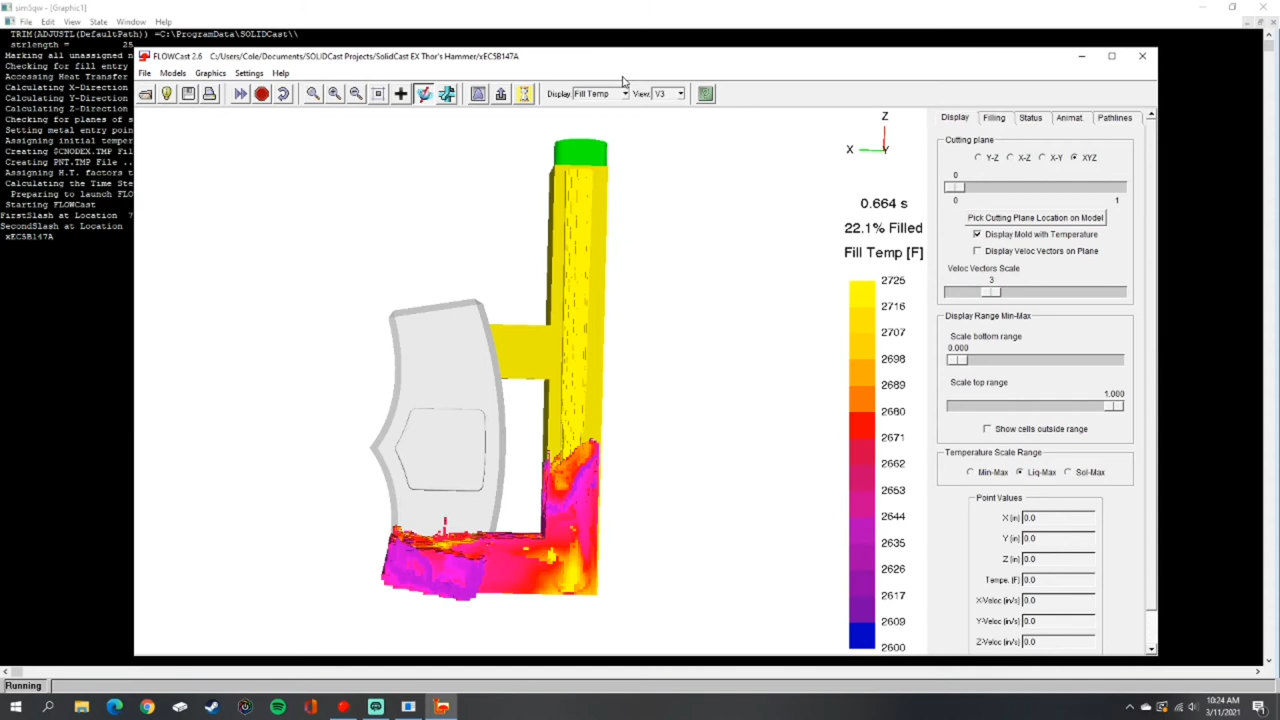 sim5qw - [Graphic1]
File Edit View State Window Help
TRIM(ADJUSTL(DefaultPath)) =C:\ProgramData\SOLIDCast\\
strlength = 25
Marking all unassigned n
Checking for fill entry
Accessing Heat Transfer
Calculating X-Direction
Calculating Y-Direction
Calculating Z-Direction
Checking for planes of s
Setting metal entry poin
Assigning initial temper
Creating $CNODEX.TMP Fil
Creating PNT.TMP File ..
Assigning H.T. factors t
Calculating the Time Ste
Preparing to launch FLO
Starting FLOWCast
FirstSlash at Location 7
SecondSlash at Location
xEC5B147A
FLOWCast 2.6 C:/Users/Cole/Documents/SOLIDCast Projects/SolidCast EX Thor's Hammer/xEC5B147A
File Models Graphics Settings Help
Display: Fill Temp View: V3
Z
X Y
0.664 s
22.1% Filled
Fill Temp [F]
2725
2716
2707
2698
2689
2680
2671
2662
2653
2644
2635
2626
2617
2609
2600
Display Filling Status Animat. Pathlines
Cutting plane
Y-Z X-Z X-Y XYZ
0
0 1
Pick Cutting Plane Location on Model
Display Mold with Temperature
Display Veloc Vectors on Plane
Veloc Vectors Scale
3
Display Range Min-Max
Scale bottom range
0.000
Scale top range
1.000
Show cells outside range
Temperature Scale Range
Min-Max Liq-Max Sol-Max
Point Values
X (in) 0.0
Y (in) 0.0
Z (in) 0.0
Tempe. (F) 0.0
X-Veloc (in/s) 0.0
Y-Veloc (in/s) 0.0
Z-Veloc (in/s) 0.0
Running
10:24 AM
3/11/2021